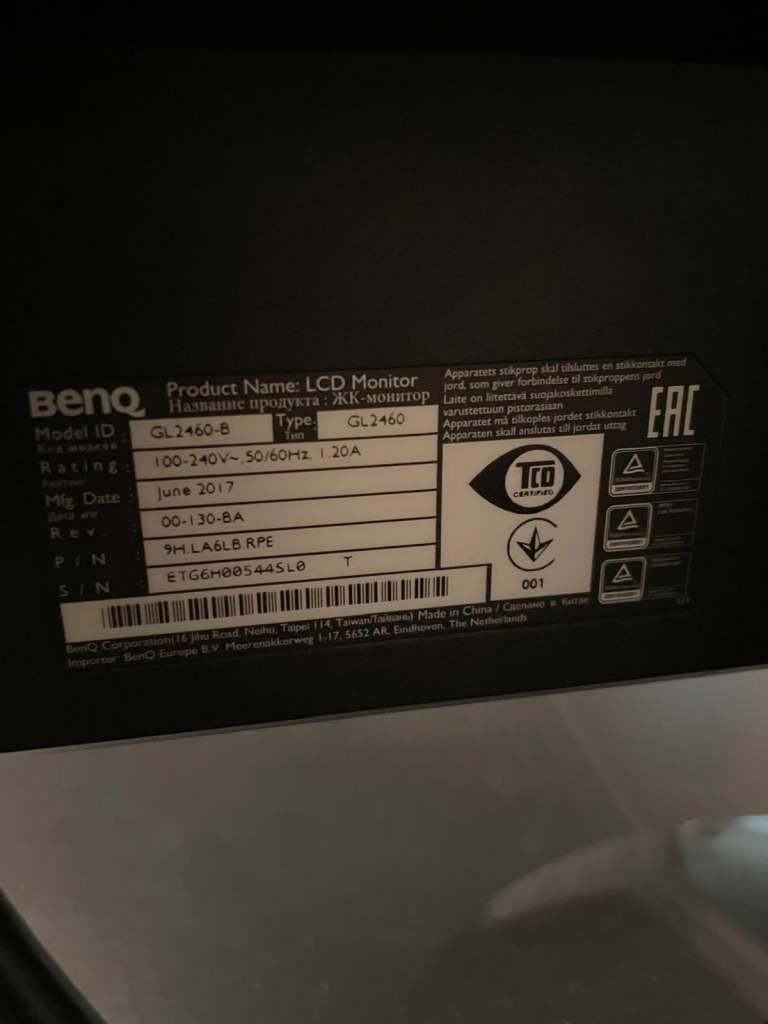 BenQ
Product Name: LCD Monitor
Название продукта : ЖК-монитор
Model ID : GL2460-B Type: GL2460
Код модели Тип
Rating : 100-240V~, 50/60Hz, 1.20A
Mfg. Date : June 2017
Rev. : 00-130-BA
P/N : 9H.LA6LB.RPE
S/N : ETG6H00544SL0 T
Apparatets stikprop skal tilsluttes en stikkontakt med
jord, som giver forbindelse til stikproppens jord
Laite on liitettävä suojakoskettimilla
varustettuun pistorasiaan
Apparatet må tilkoples jordet stikkontakt
Apparaten skall anslutas till jordat uttag
EAC
TCO
CERTIFIED
001
BenQ Corporation(16 Jihu Road, Neihu, Taipei 114, Taiwan/Тайвань) Made in China / Сделано в Китае
Importer: BenQ Europe B.V. Meerenakkerweg 1-17, 5652 AR, Eindhoven, The Netherlands